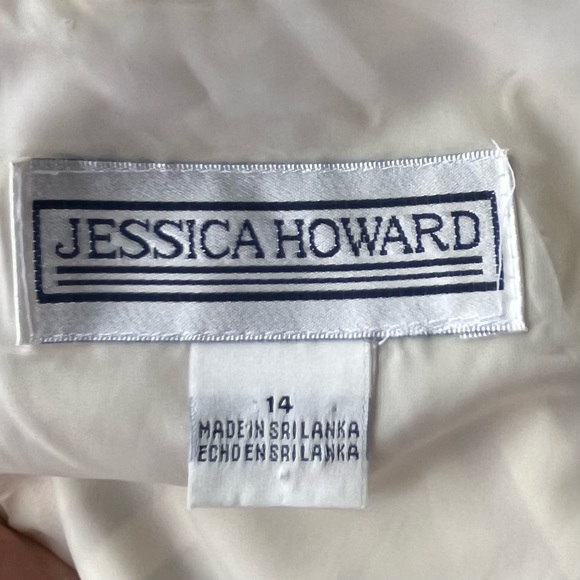 JESSICA HOWARD
14
MADE IN SRI LANKA
ECHO EN SRI LANKA